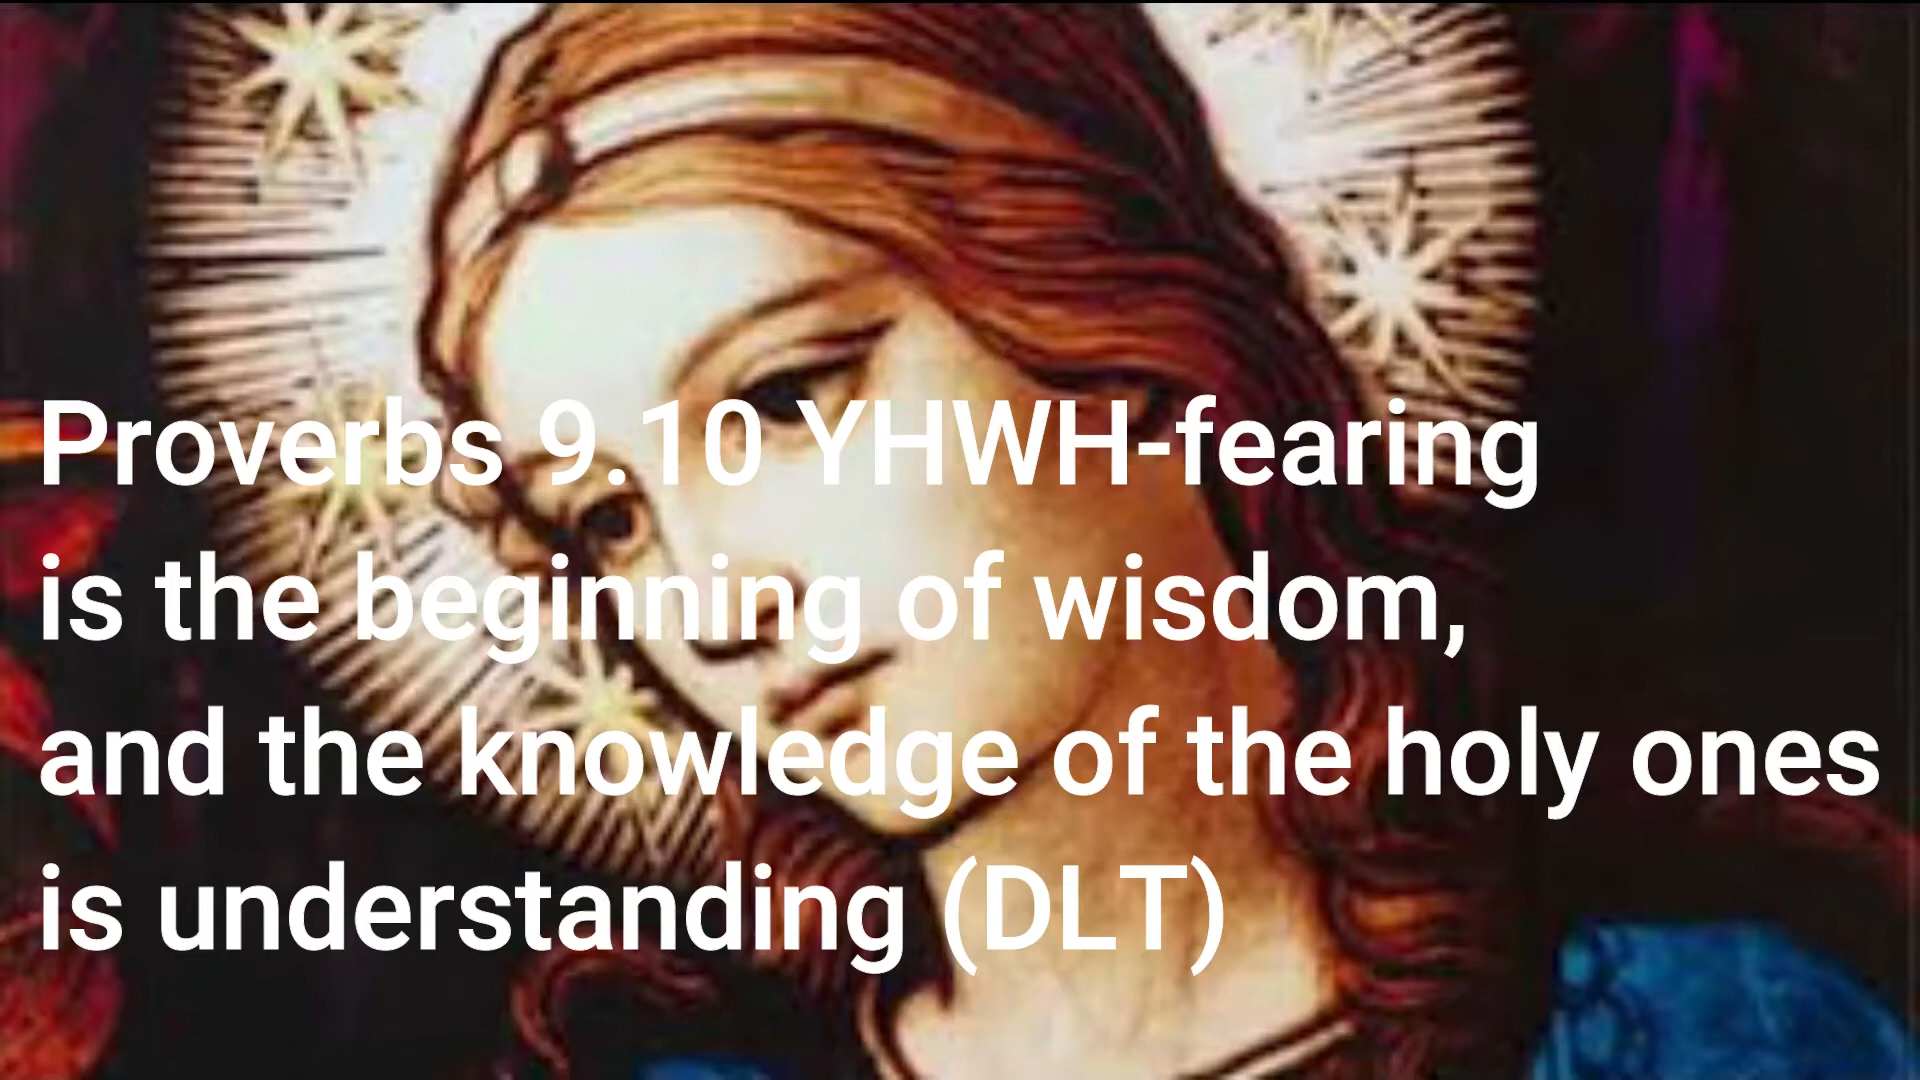 Proverbs 9.10 YHWH-fearing
is the beginning of wisdom,
and the knowledge of the holy ones
is understanding (DLT)